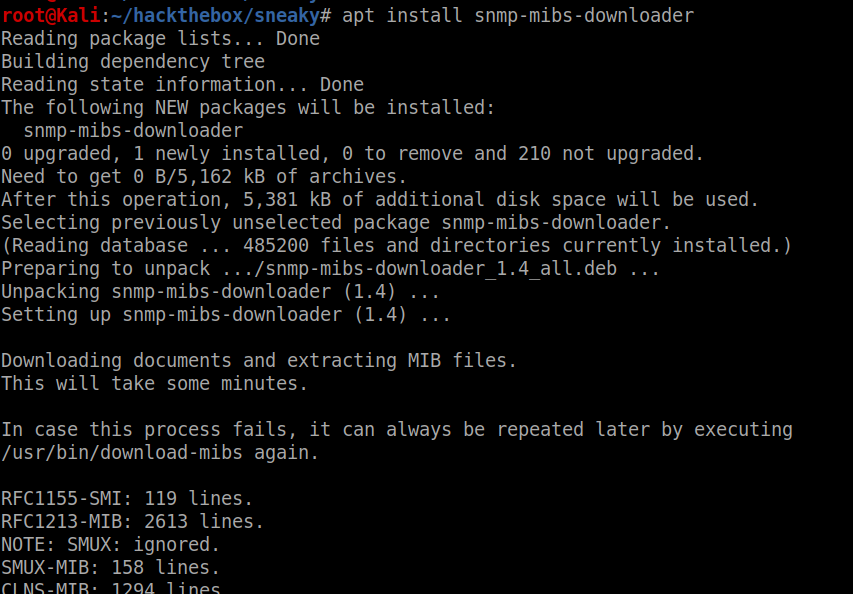 root@Kali:~/hackthebox/sneaky# apt install snmp-mibs-downloader
Reading package lists... Done
Building dependency tree
Reading state information... Done
The following NEW packages will be installed:
  snmp-mibs-downloader
0 upgraded, 1 newly installed, 0 to remove and 210 not upgraded.
Need to get 0 B/5,162 kB of archives.
After this operation, 5,381 kB of additional disk space will be used.
Selecting previously unselected package snmp-mibs-downloader.
(Reading database ... 485200 files and directories currently installed.)
Preparing to unpack .../snmp-mibs-downloader_1.4_all.deb ...
Unpacking snmp-mibs-downloader (1.4) ...
Setting up snmp-mibs-downloader (1.4) ...

Downloading documents and extracting MIB files.
This will take some minutes.

In case this process fails, it can always be repeated later by executing
/usr/bin/download-mibs again.

RFC1155-SMI: 119 lines.
RFC1213-MIB: 2613 lines.
NOTE: SMUX: ignored.
SMUX-MIB: 158 lines.
CLNS-MIB: 1294 lines